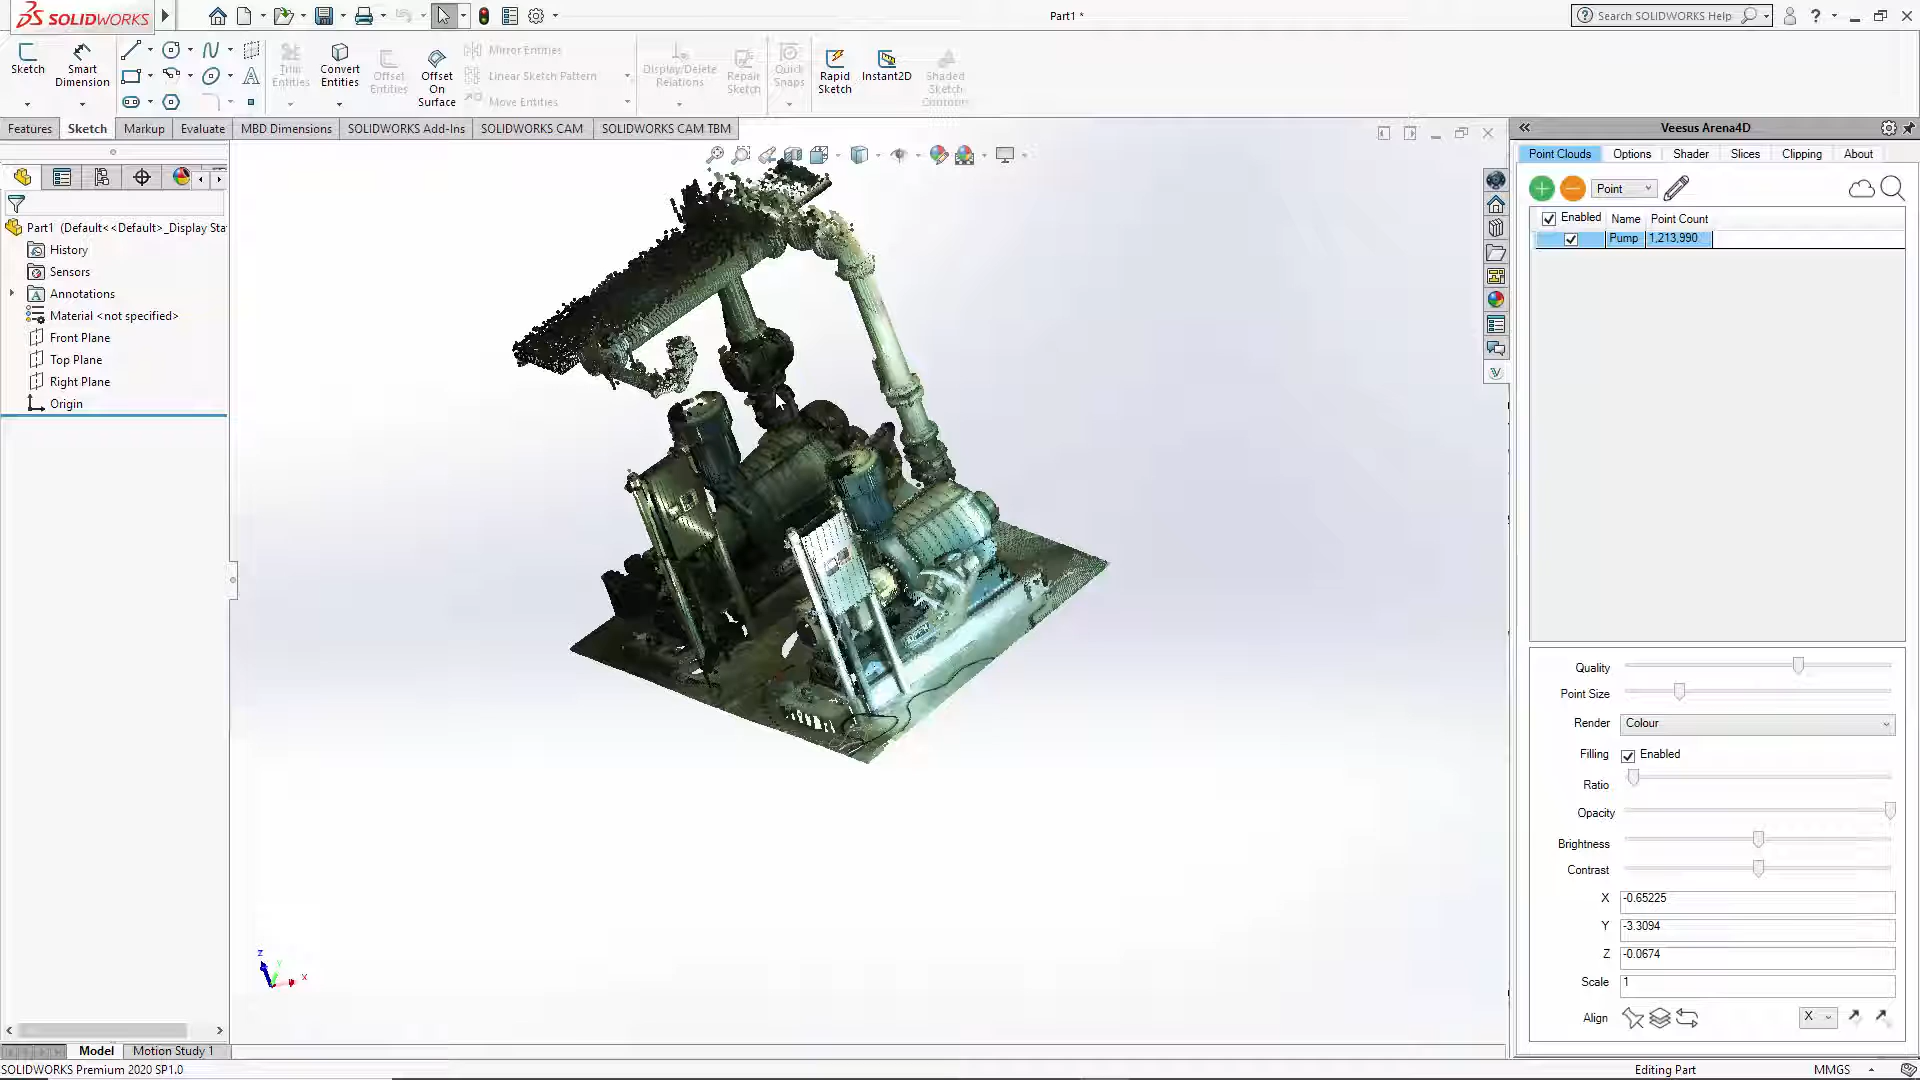 SOLIDWORKS
Part1 *
Search SOLIDWORKS Help
Sketch
Smart Dimension
Trim Entities
Convert Entities
Offset Entities
Offset On Surface
Mirror Entities
Linear Sketch Pattern
Move Entities
Display/Delete Relations
Repair Sketch
Quick Snaps
Rapid Sketch
Instant2D
Shaded Sketch Contours
Features
Sketch
Markup
Evaluate
MBD Dimensions
SOLIDWORKS Add-Ins
SOLIDWORKS CAM
SOLIDWORKS CAM TBM
Part1 (Default<<Default>_Display Sta
History
Sensors
Annotations
Material <not specified>
Front Plane
Top Plane
Right Plane
Origin
z
Y
X
Veesus Arena4D
Point Clouds
Options
Shader
Slices
Clipping
About
Point
Enabled Name Point Count
Pump 1,213,990
Quality
Point Size
Render Colour
Filling Enabled
Ratio
Opacity
Brightness
Contrast
X -0.65225
Y -3.3094
Z -0.0674
Scale 1
Align X
Model
Motion Study 1
SOLIDWORKS Premium 2020 SP1.0
Editing Part
MMGS